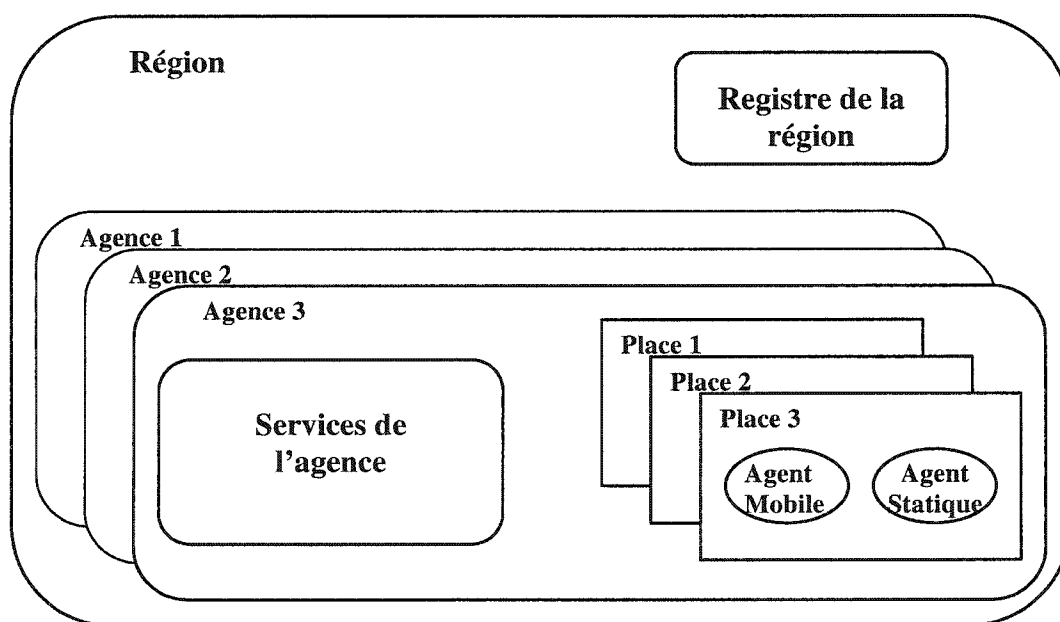 Région
Registre de la
région
Agence 1
Agence 2
Agence 3
Services de
l'agence
Place 1
Place 2
Place 3
Agent
Mobile
Agent
Statique